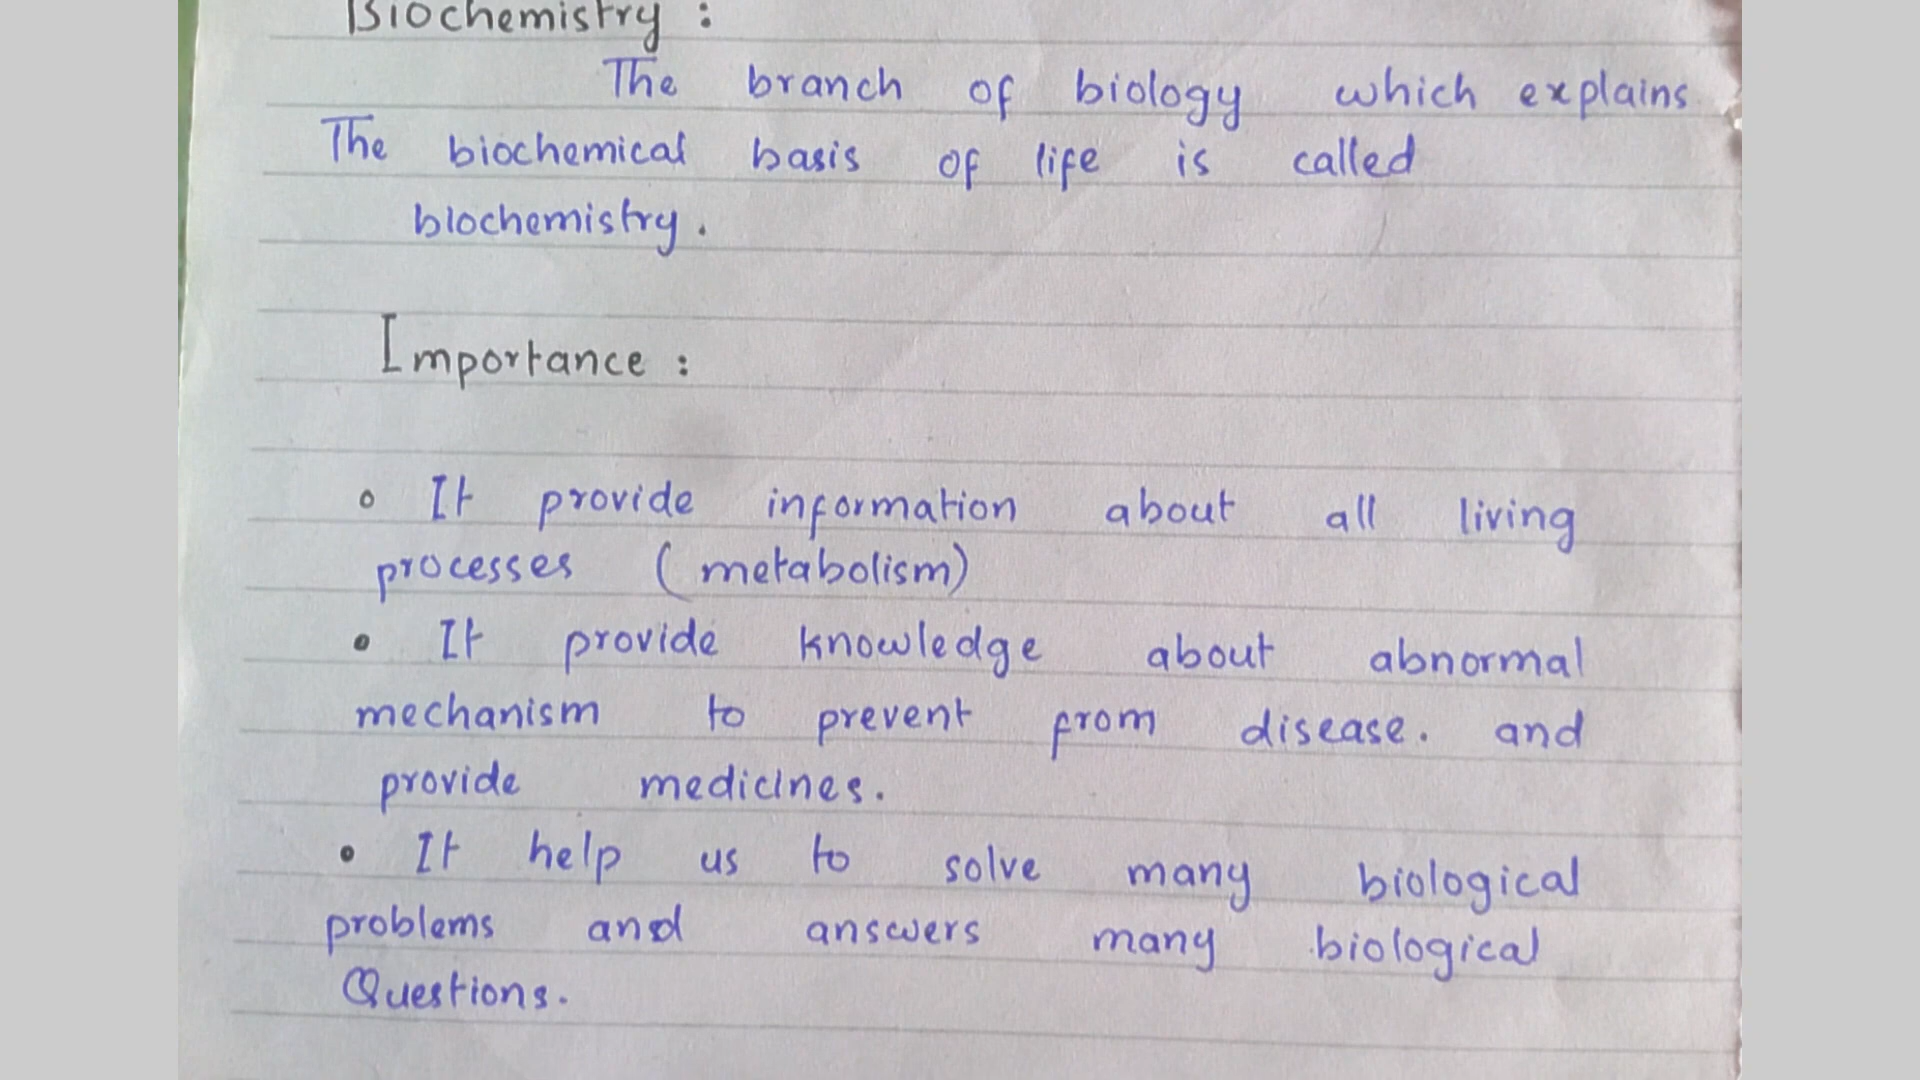 Biochemistry :
The branch of biology which explains
The biochemical basis of life is called
biochemistry.
Importance :
◦ It provide information about all living
processes (metabolism)
• It provide knowledge about abnormal
mechanism to prevent from disease. and
provide medicines.
• It help us to solve many biological
problems and answers many biological
Questions.